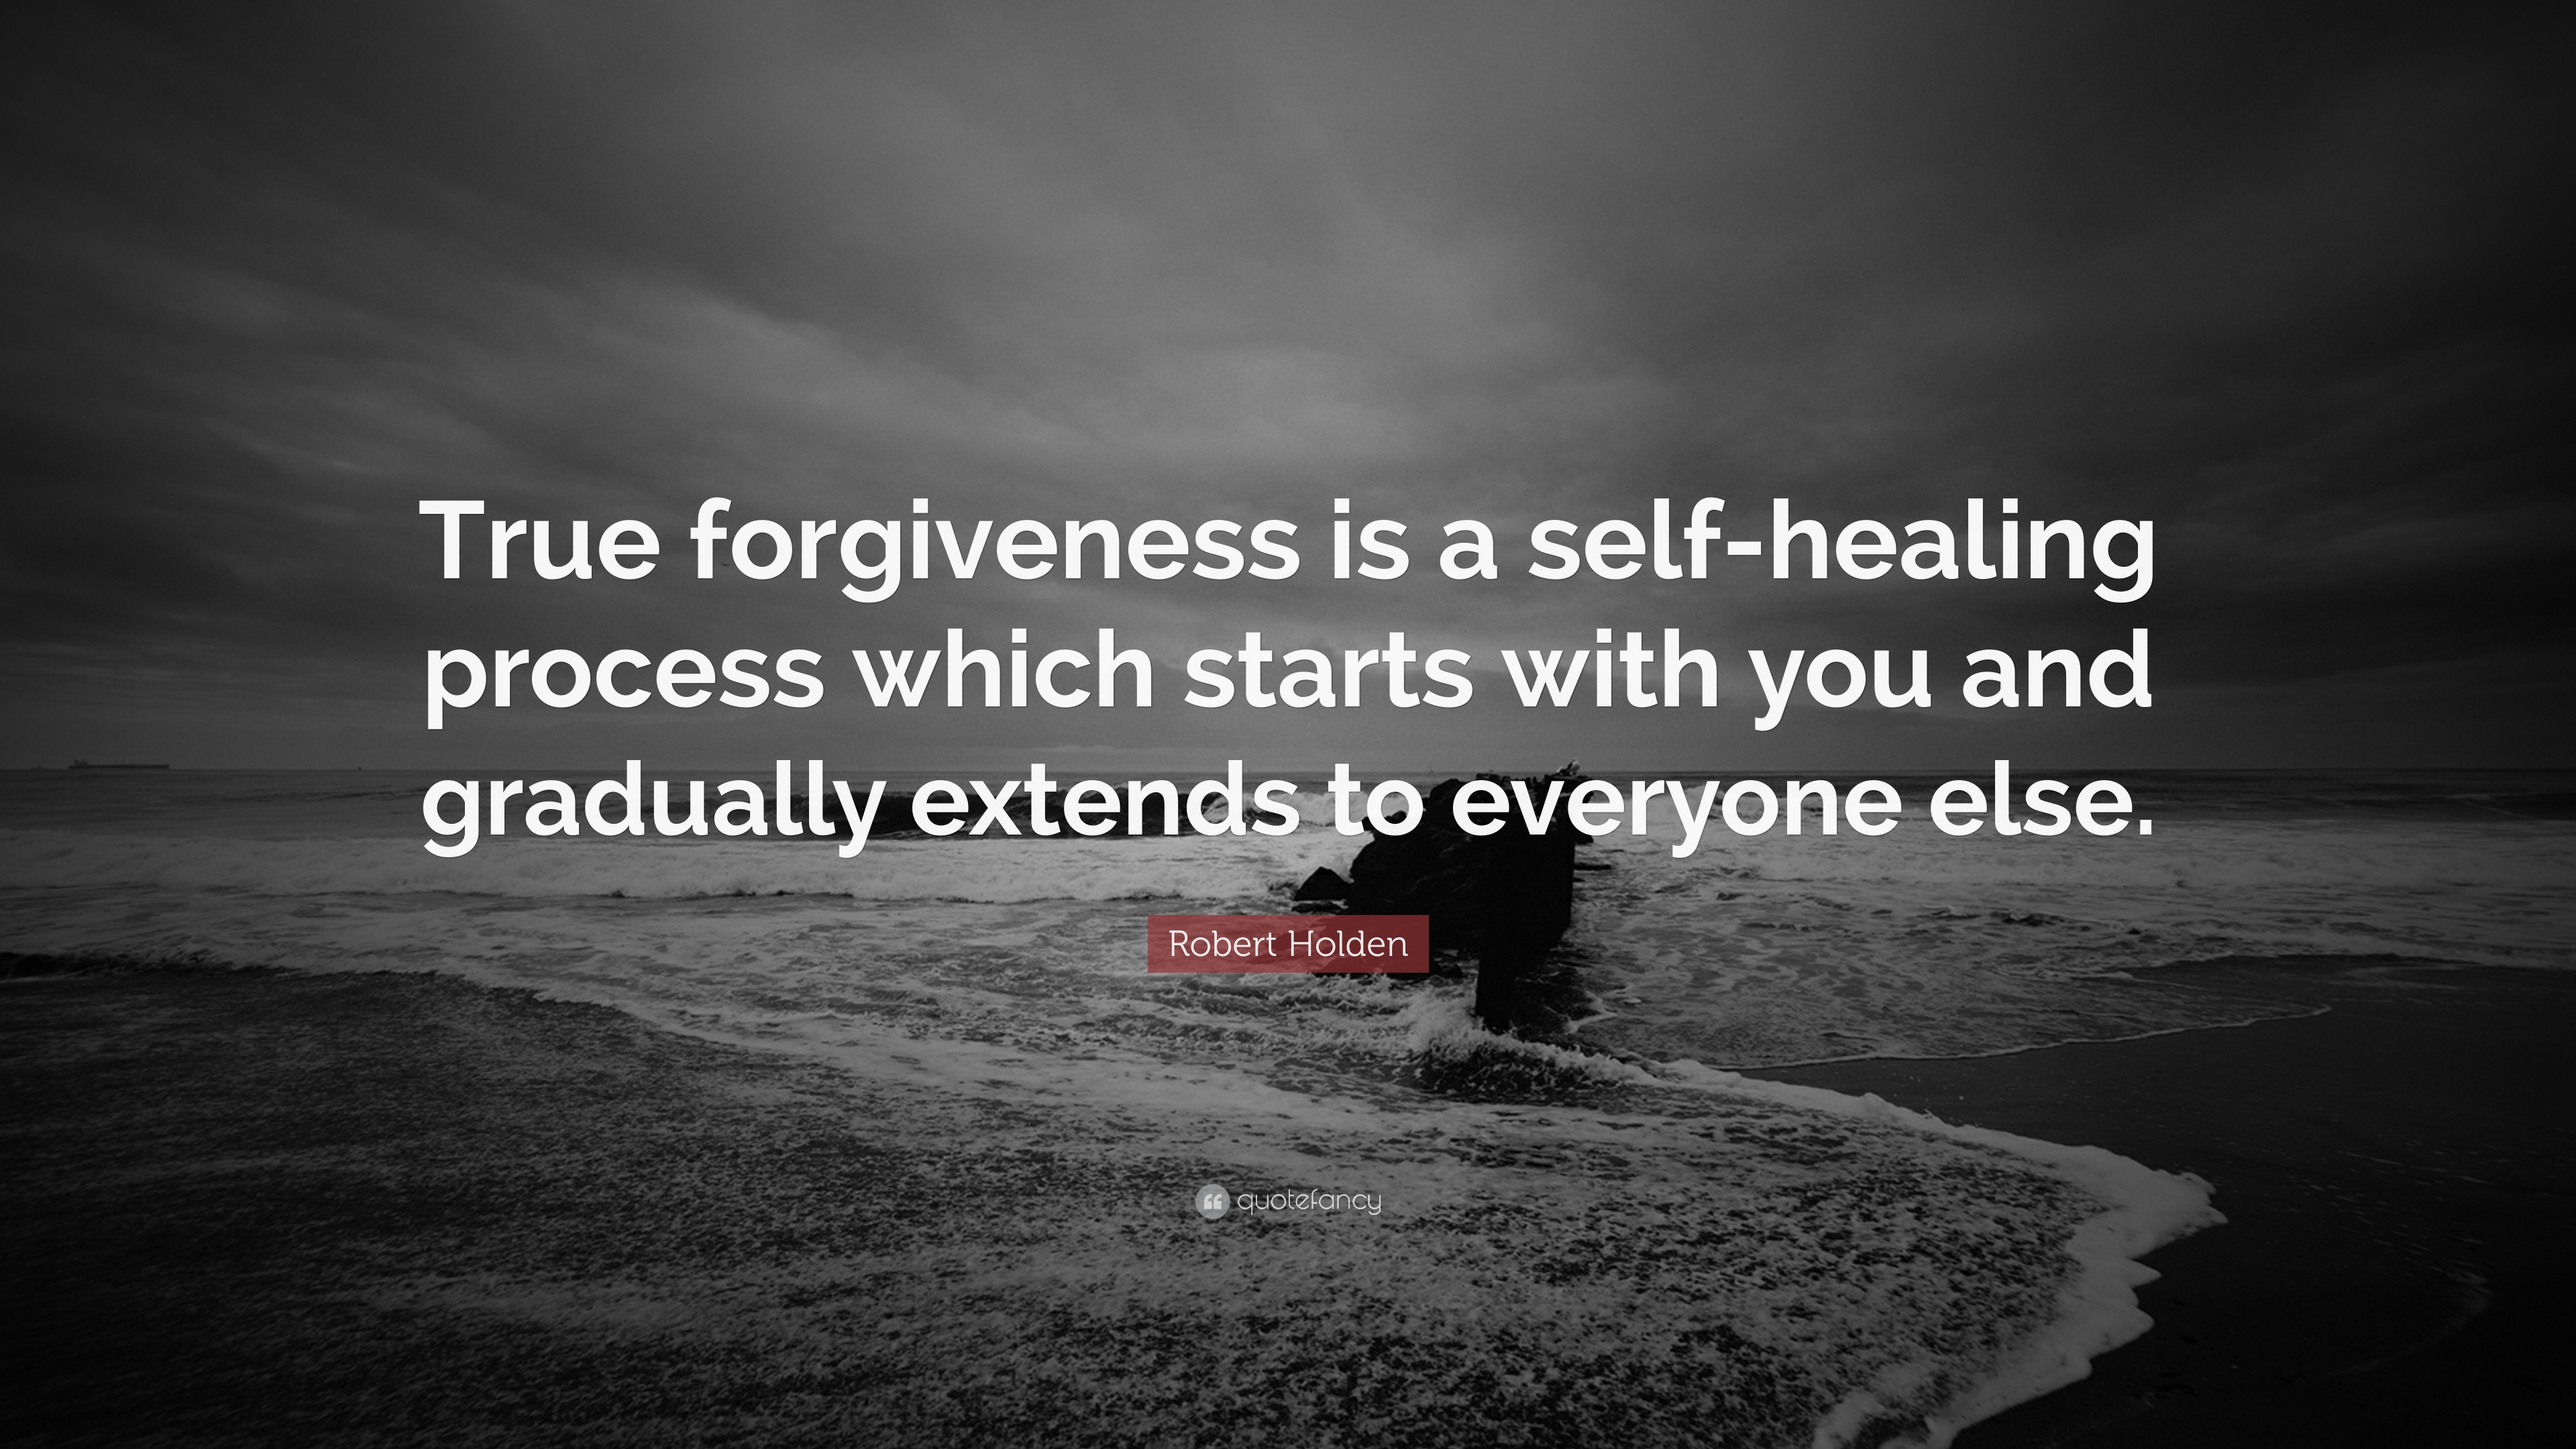 True forgiveness is a self-healing
process which starts with you and
gradually extends to everyone else.
Robert Holden
quotefancy